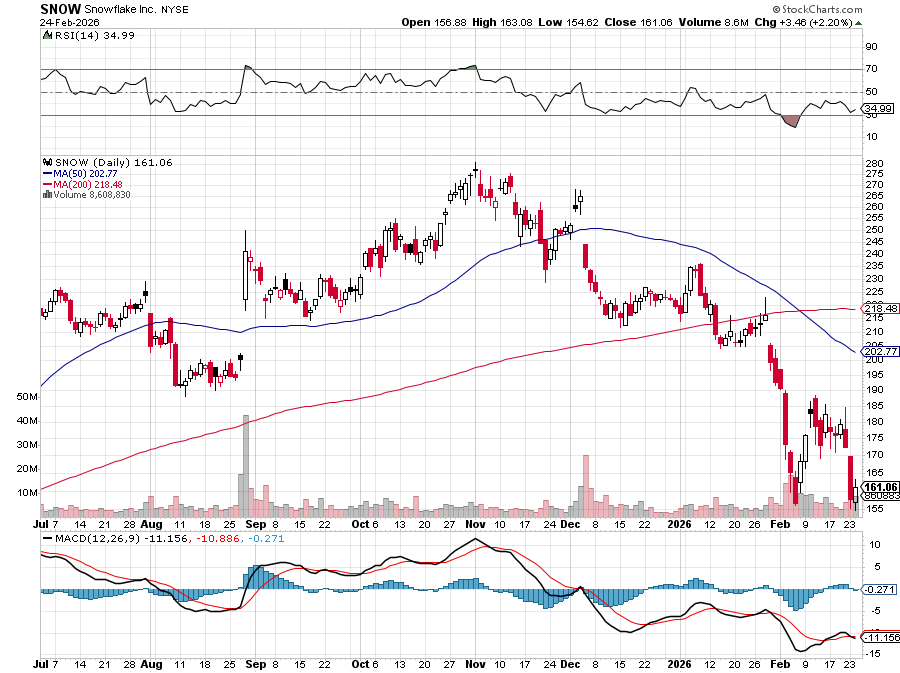 SNOW Snowflake Inc. NYSE © StockCharts.com
24-Feb-2026 Open 156.88 High 163.08 Low 154.62 Close 161.06 Volume 8.6M Chg +3.46 (+2.20%)
RSI(14) 34.99
90
70
50
34.99
30
10
SNOW (Daily) 161.06
MA(50) 202.77
MA(200) 218.48
Volume 8,608,830
280
275
270
265
260
255
250
245
240
235
230
225
218.48
215
210
205
202.77
200
195
190
185
180
175
170
165
161.06
155
50M
40M
30M
20M
10M
Jul 7 14 21 28 Aug 11 18 25 Sep 8 15 22 Oct 6 13 20 27 Nov 10 17 24 Dec 8 15 22 2026 12 20 26 Feb 9 17 23
MACD(12,26,9) -11.156, -10.886, -0.271
10
5
-0.271
-5
-11.156
-15
Jul 7 14 21 28 Aug 11 18 25 Sep 8 15 22 Oct 6 13 20 27 Nov 10 17 24 Dec 8 15 22 2026 12 20 26 Feb 9 17 23